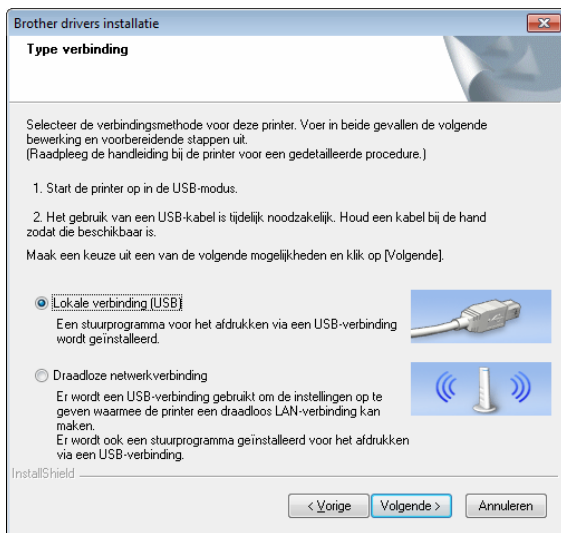 Brother drivers installatie
Type verbinding
Selecteer de verbindingsmethode voor deze printer. Voer in beide gevallen de volgende
bewerking en voorbereidende stappen uit.
(Raadpleeg de handleiding bij de printer voor een gedetailleerde procedure.)
1. Start de printer op in de USB-modus.
2. Het gebruik van een USB-kabel is tijdelijk noodzakelijk. Houd een kabel bij de hand
zodat die beschikbaar is.
Maak een keuze uit een van de volgende mogelijkheden en klik op [Volgende].
Lokale verbinding (USB)
Een stuurprogramma voor het afdrukken via een USB-verbinding
wordt geïnstalleerd.
Draadloze netwerkverbinding
Er wordt een USB-verbinding gebruikt om de instellingen op te
geven waarmee de printer een draadloos LAN-verbinding kan
maken.
Er wordt ook een stuurprogramma geïnstalleerd voor het afdrukken
via een USB-verbinding.
InstallShield
< Vorige
Volgende >
Annuleren